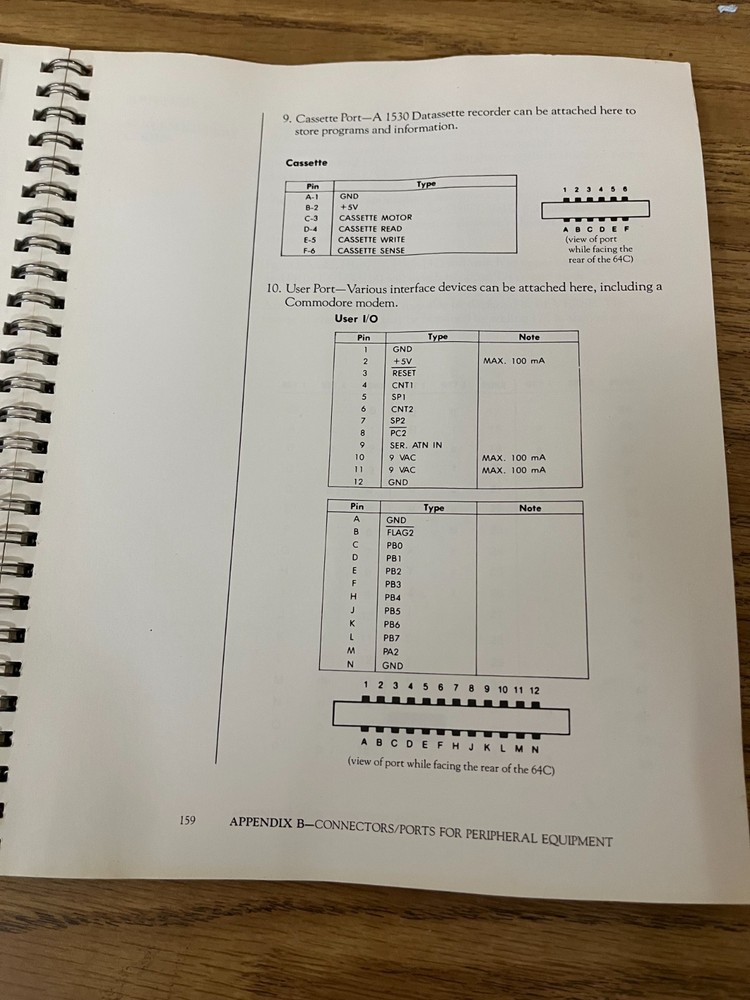 9. Cassette Port—A 1530 Datassette recorder can be attached here to
store programs and information.
Cassette
Pin Type
A-1 GND
B-2 +5V
C-3 CASSETTE MOTOR
D-4 CASSETTE READ
E-5 CASSETTE WRITE
F-6 CASSETTE SENSE
1 2 3 4 5 6
A B C D E F
(view of port
while facing the
rear of the 64C)
10. User Port—Various interface devices can be attached here, including a
Commodore modem.
User I/O
Pin Type Note
1 GND
2 +5V MAX. 100 mA
3 RESET
4 CNT1
5 SP1
6 CNT2
7 SP2
8 PC2
9 SER. ATN IN
10 9 VAC MAX. 100 mA
11 9 VAC MAX. 100 mA
12 GND
Pin Type Note
A GND
B FLAG2
C PB0
D PB1
E PB2
F PB3
H PB4
J PB5
K PB6
L PB7
M PA2
N GND
1 2 3 4 5 6 7 8 9 10 11 12
A B C D E F H J K L M N
(view of port while facing the rear of the 64C)
159 APPENDIX B—CONNECTORS/PORTS FOR PERIPHERAL EQUIPMENT